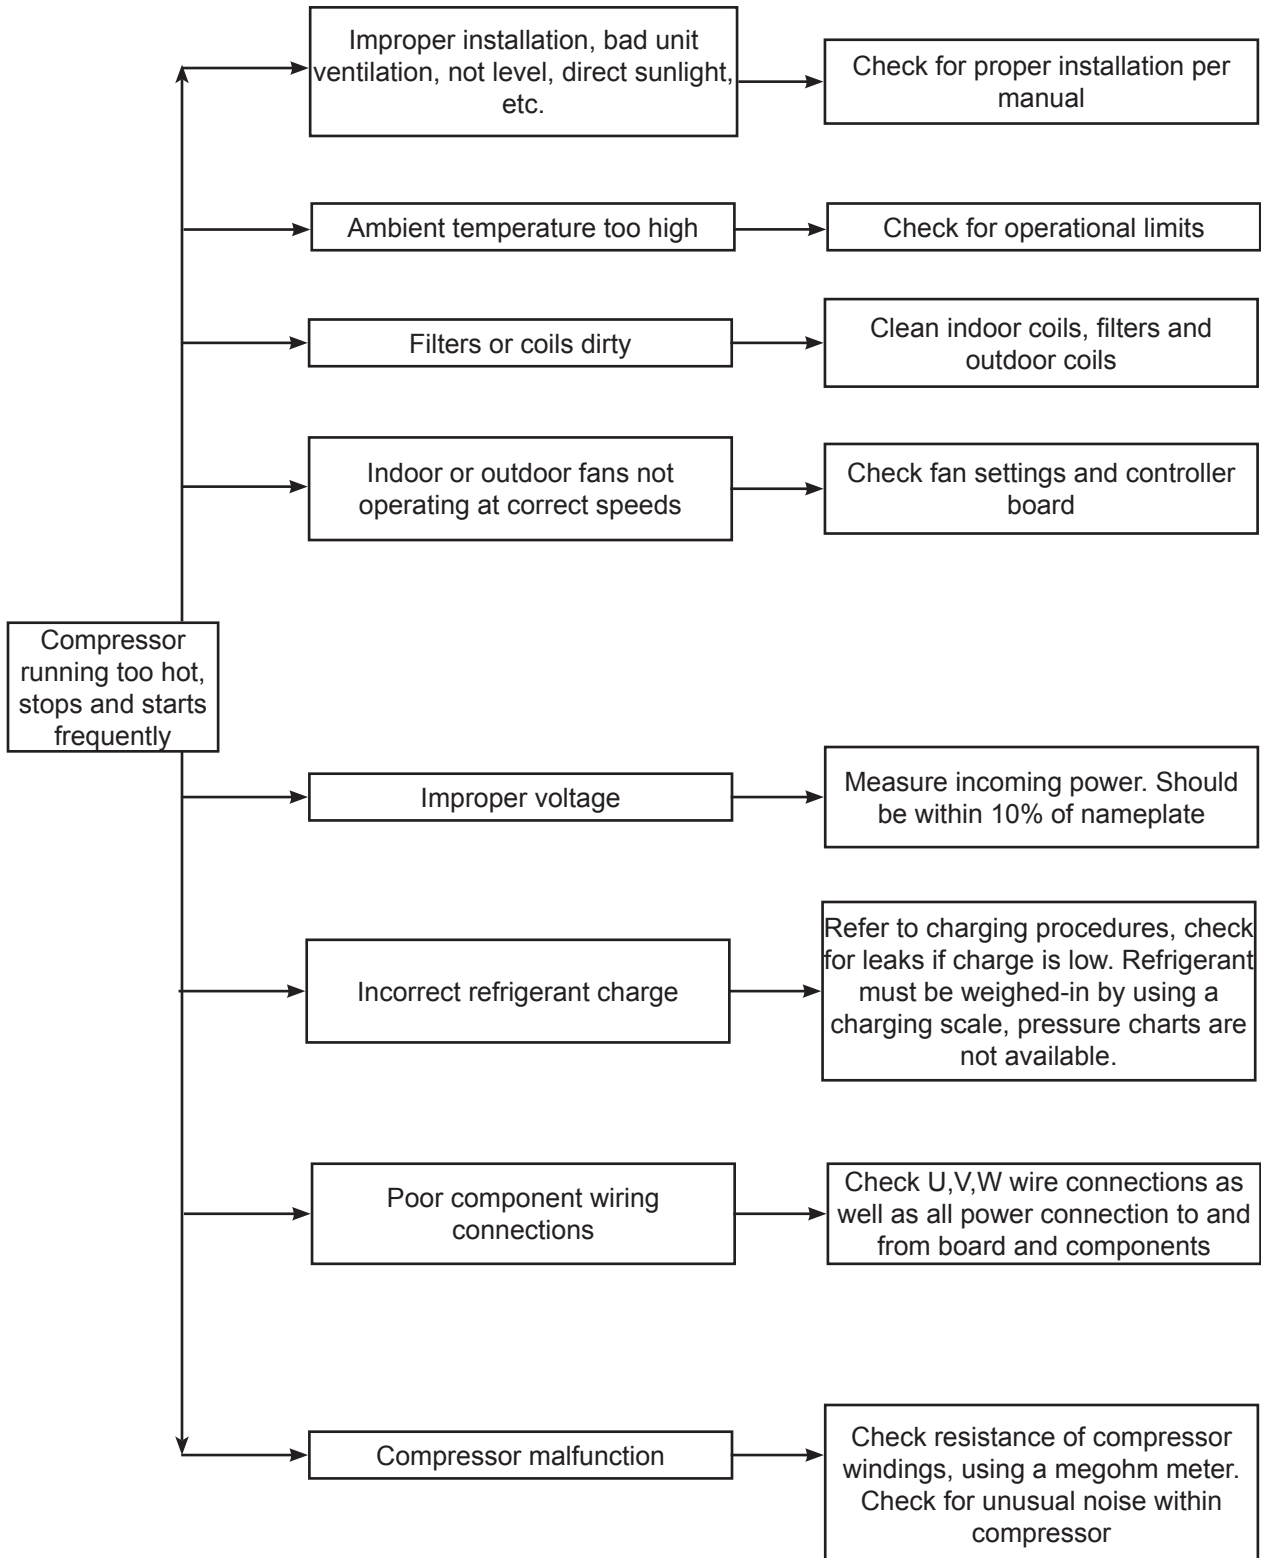 Improper installation, bad unit
ventilation, not level, direct sunlight,
etc.
Check for proper installation per
manual
Ambient temperature too high
Check for operational limits
Filters or coils dirty
Clean indoor coils, filters and
outdoor coils
Indoor or outdoor fans not
operating at correct speeds
Check fan settings and controller
board
Compressor
running too hot,
stops and starts
frequently
Improper voltage
Measure incoming power. Should
be within 10% of nameplate
Incorrect refrigerant charge
Refer to charging procedures, check
for leaks if charge is low. Refrigerant
must be weighed-in by using a
charging scale, pressure charts are
not available.
Poor component wiring
connections
Check U,V,W wire connections as
well as all power connection to and
from board and components
Compressor malfunction
Check resistance of compressor
windings, using a megohm meter.
Check for unusual noise within
compressor